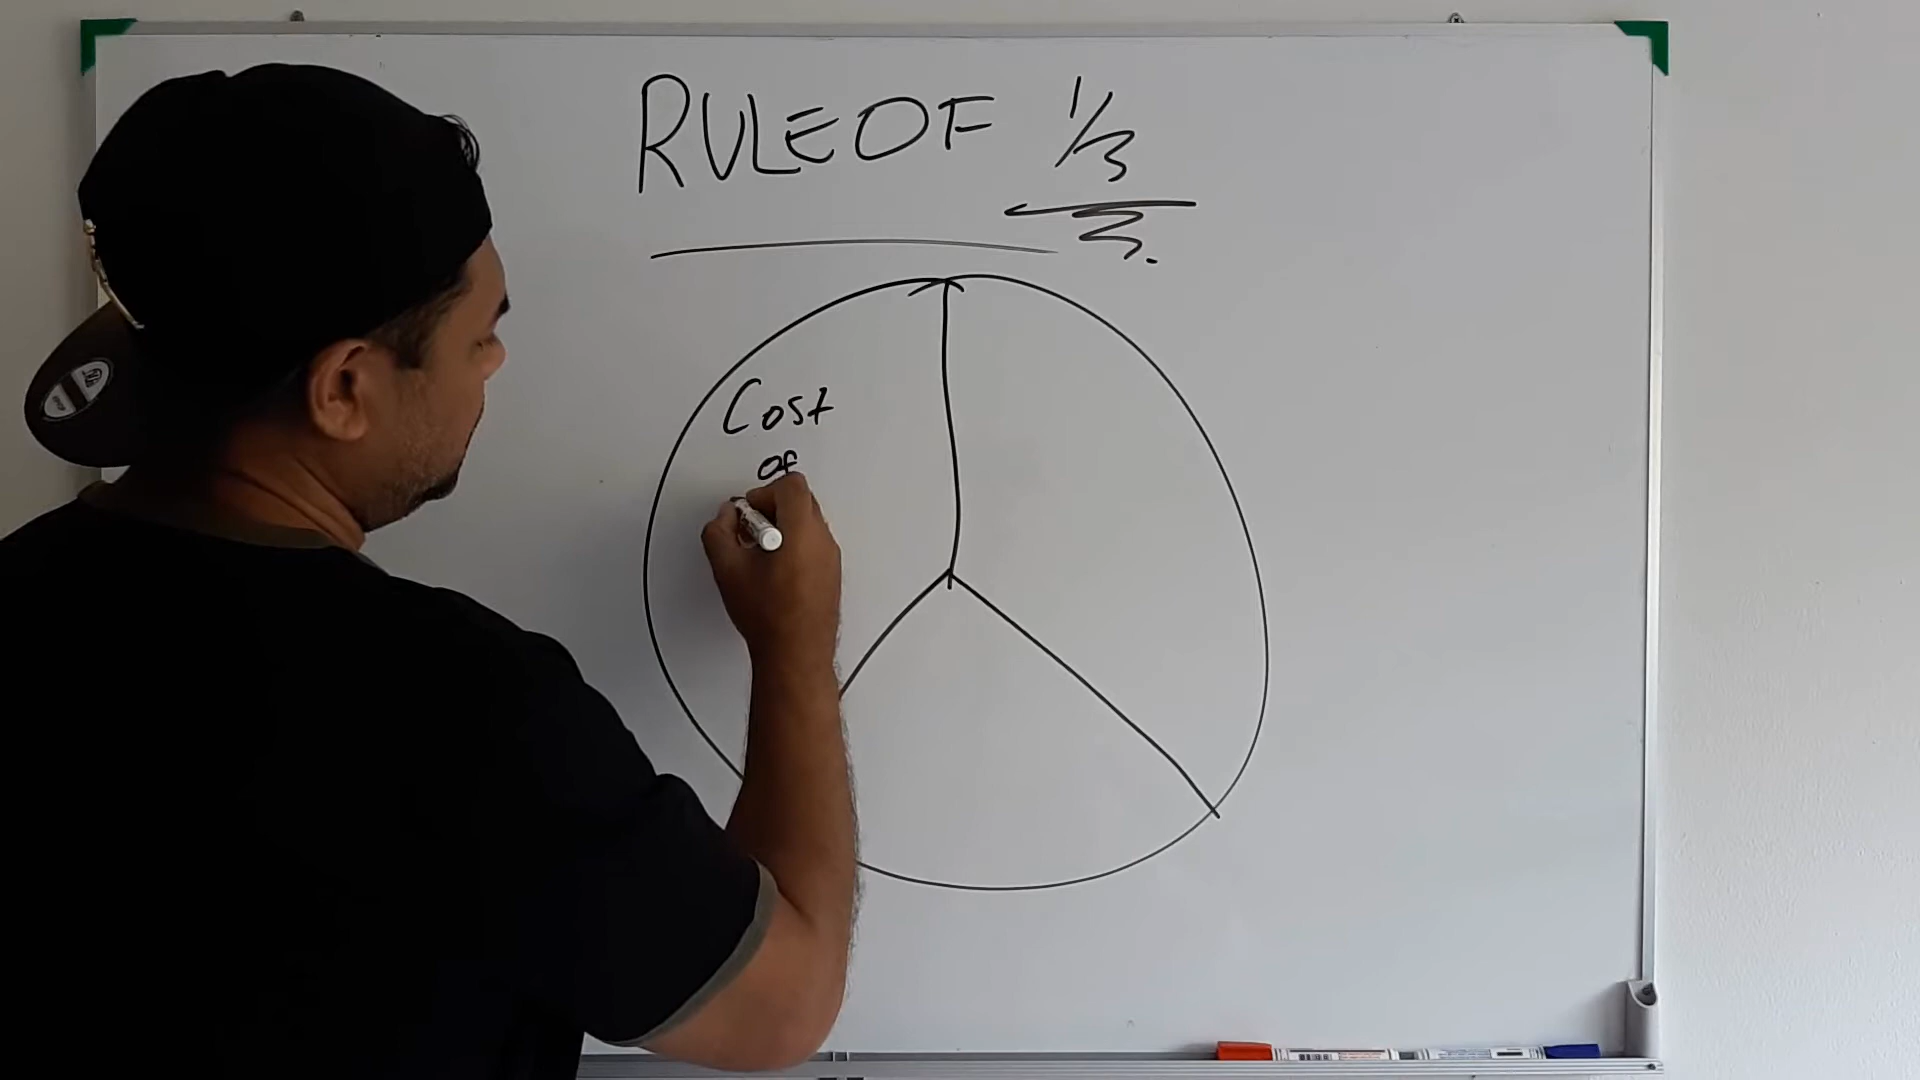 RULE OF 1/3
Cost
of